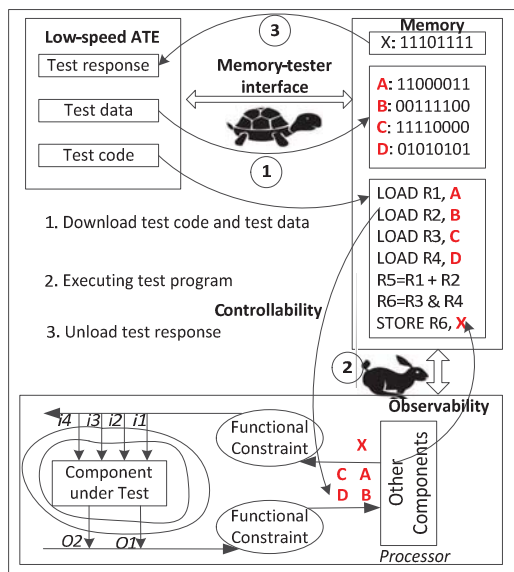 Low-speed ATE
Test response
Test data
Test code
3
Memory-tester
interface
1
Memory
X: 11101111
A: 11000011
B: 00111100
C: 11110000
D: 01010101
LOAD R1, A
LOAD R2, B
LOAD R3, C
LOAD R4, D
R5=R1 + R2
R6=R3 & R4
STORE R6, X
1. Download test code and test data
2. Executing test program
3. Unload test response
Controllability
2
Observability
i4 i3 i2 i1
Component
under Test
O2 O1
Functional
Constraint
Functional
Constraint
X
C A
D B
Other
Components
Processor